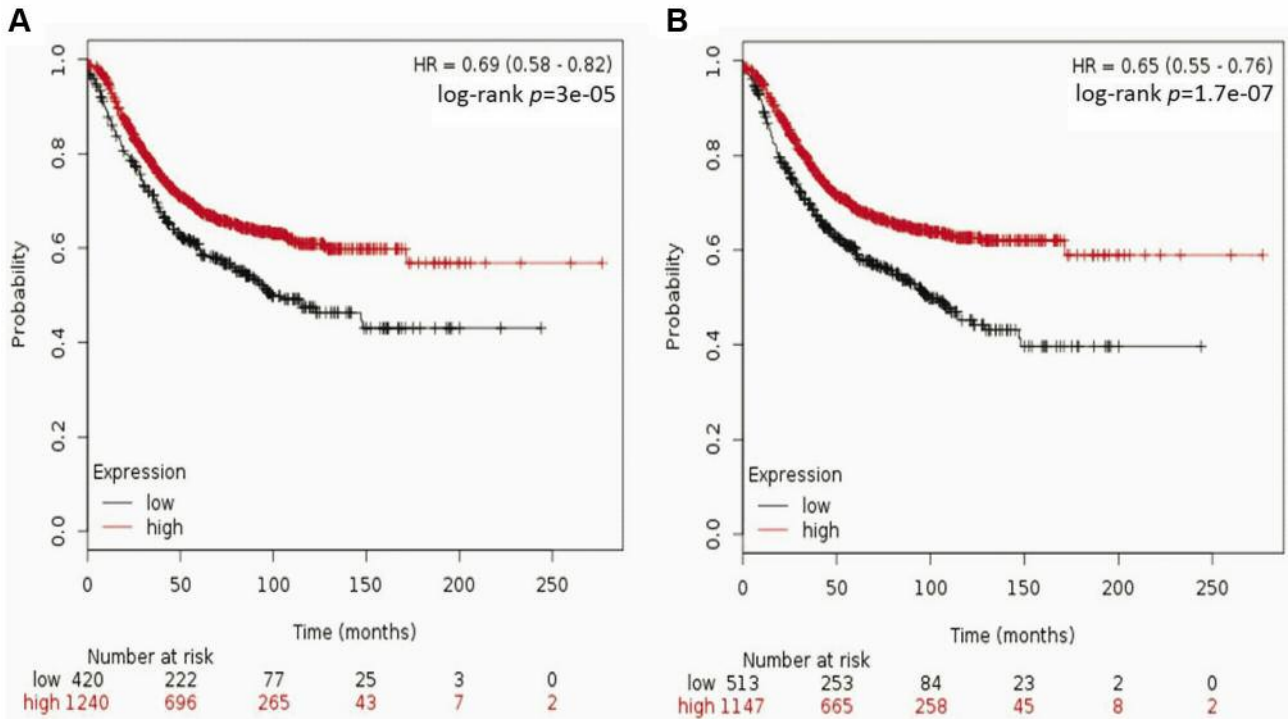 A
HR = 0.69 (0.58 - 0.82)
log-rank p=3e-05
1.0
0.8
0.6
0.4
0.2
0.0
Probability
Expression
low
high
0 50 100 150 200 250
Time (months)
Number at risk
low 420 222 77 25 3 0
high 1240 696 265 43 7 2
B
HR = 0.65 (0.55 - 0.76)
log-rank p=1.7e-07
1.0
0.8
0.6
0.4
0.2
0.0
Probability
Expression
low
high
0 50 100 150 200 250
Time (months)
Number at risk
low 513 253 84 23 2 0
high 1147 665 258 45 8 2